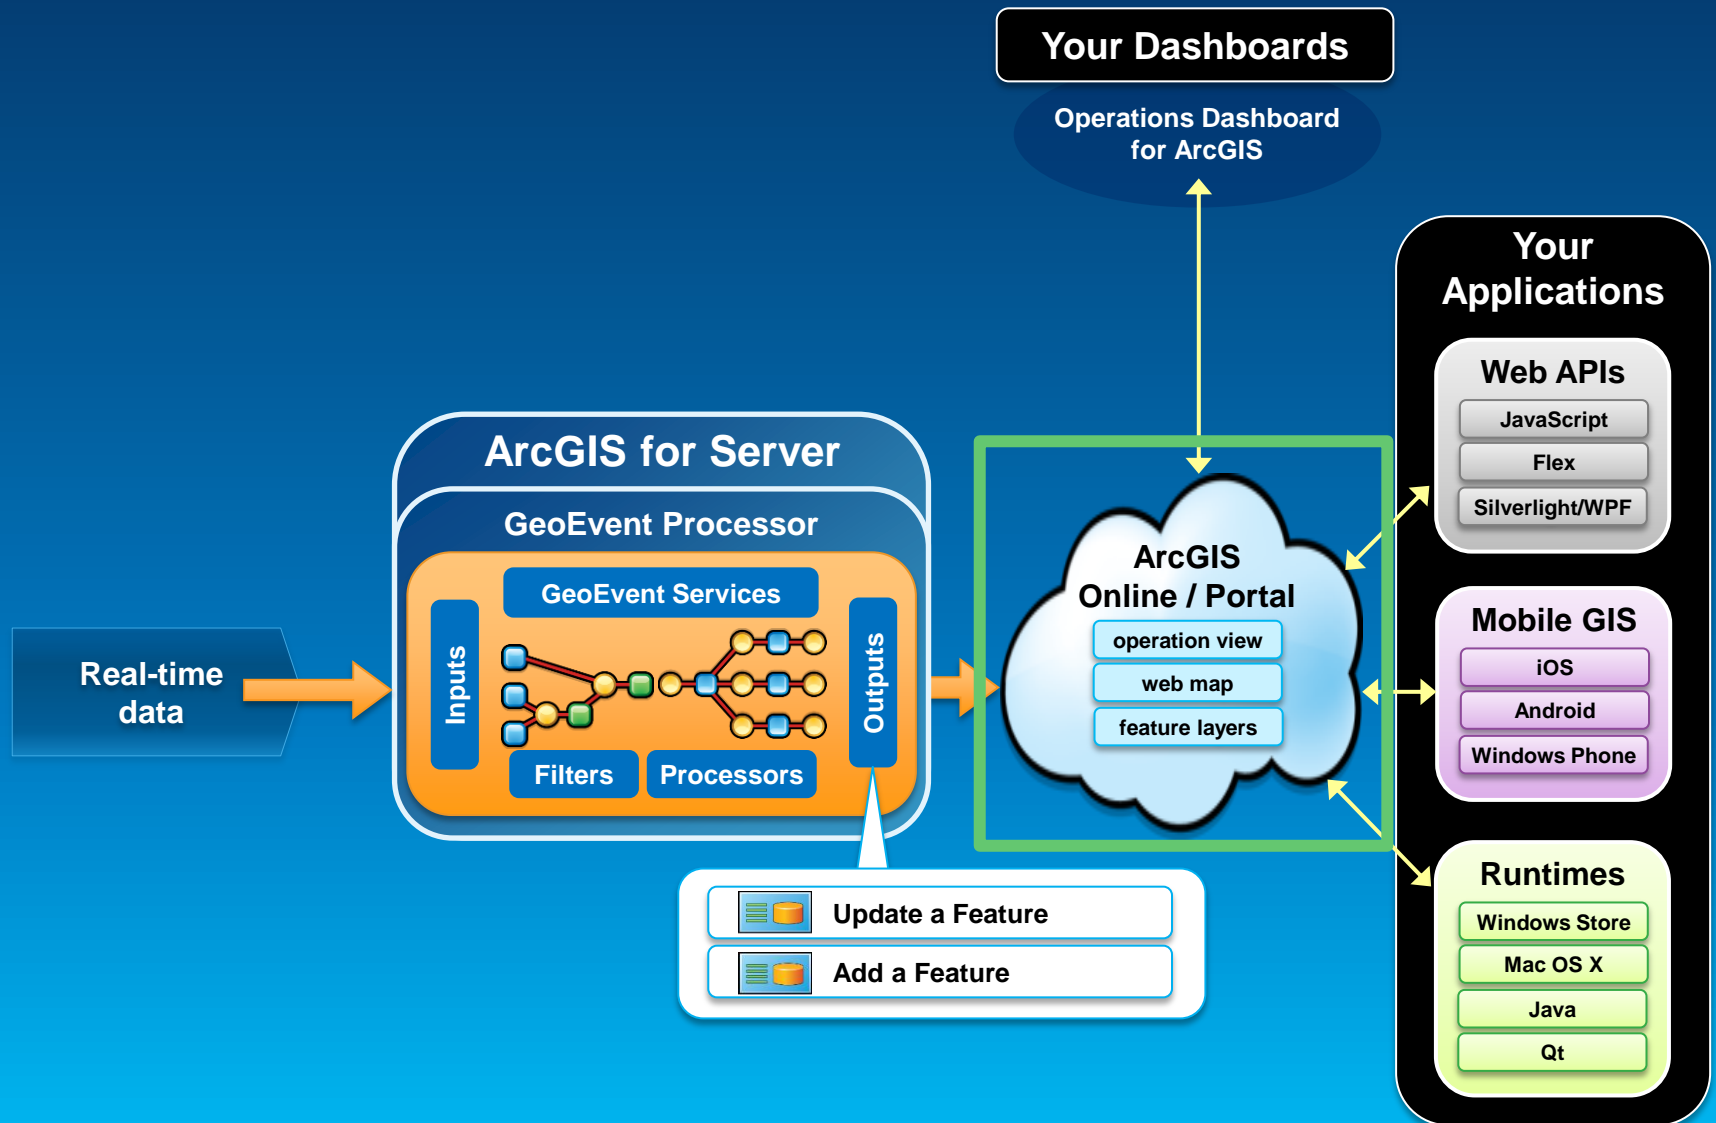 Your Dashboards
Operations Dashboard
for ArcGIS
Your
Applications
Web APIs
JavaScript
Flex
Silverlight/WPF
Mobile GIS
iOS
Android
Windows Phone
Runtimes
Windows Store
Mac OS X
Java
Qt
ArcGIS for Server
GeoEvent Processor
GeoEvent Services
Inputs
Outputs
Filters
Processors
Real-time
data
ArcGIS
Online / Portal
operation view
web map
feature layers
Update a Feature
Add a Feature